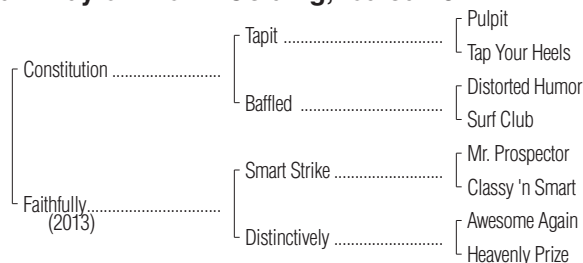 Pulpit
Tapit ................................
Tap Your Heels
Constitution ........................
Distorted Humor
Baffled ................................
Surf Club
Mr. Prospector
Smart Strike ........................
Classy 'n Smart
Faithfully..............................
(2013)
Awesome Again
Distinctively ........................
Heavenly Prize